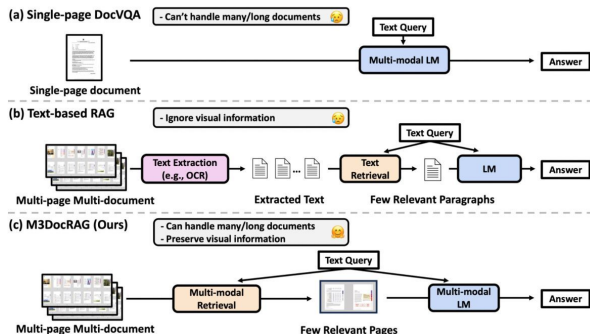 (a) Single-page DocVQA
- Can't handle many/long documents
Text Query
Multi-modal LM
Answer
Single-page document
(b) Text-based RAG
- Ignore visual information
Text Query
Text Extraction
(e.g., OCR)
...
Text
Retrieval
LM
Answer
Multi-page Multi-document
Extracted Text
Few Relevant Paragraphs
(c) M3DocRAG (Ours)
- Can handle many/long documents
- Preserve visual information
Text Query
Multi-modal
Retrieval
Multi-modal
LM
Answer
Multi-page Multi-document
Few Relevant Pages